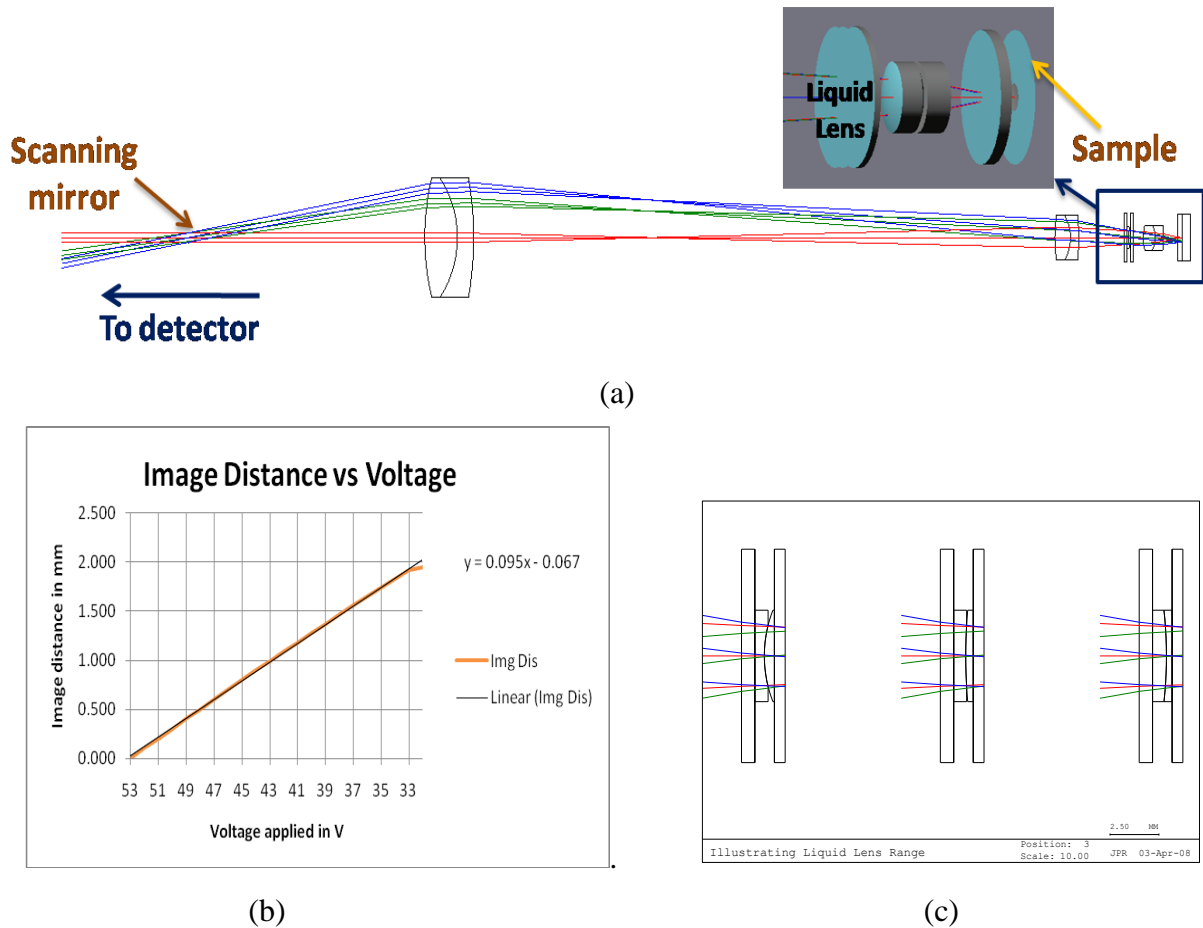 Liquid
Lens
Scanning
mirror
Sample
To detector
(a)
Image Distance vs Voltage
Image distance in mm
2.500
2.000
1.500
1.000
0.500
0.000
y = 0.095x - 0.067
Img Dis
Linear (Img Dis)
53 51 49 47 45 43 41 39 37 35 33
Voltage applied in V
.
2.50 MM
Illustrating Liquid Lens Range
Position: 3
Scale: 10.00
JPR 03-Apr-08
(b)
(c)